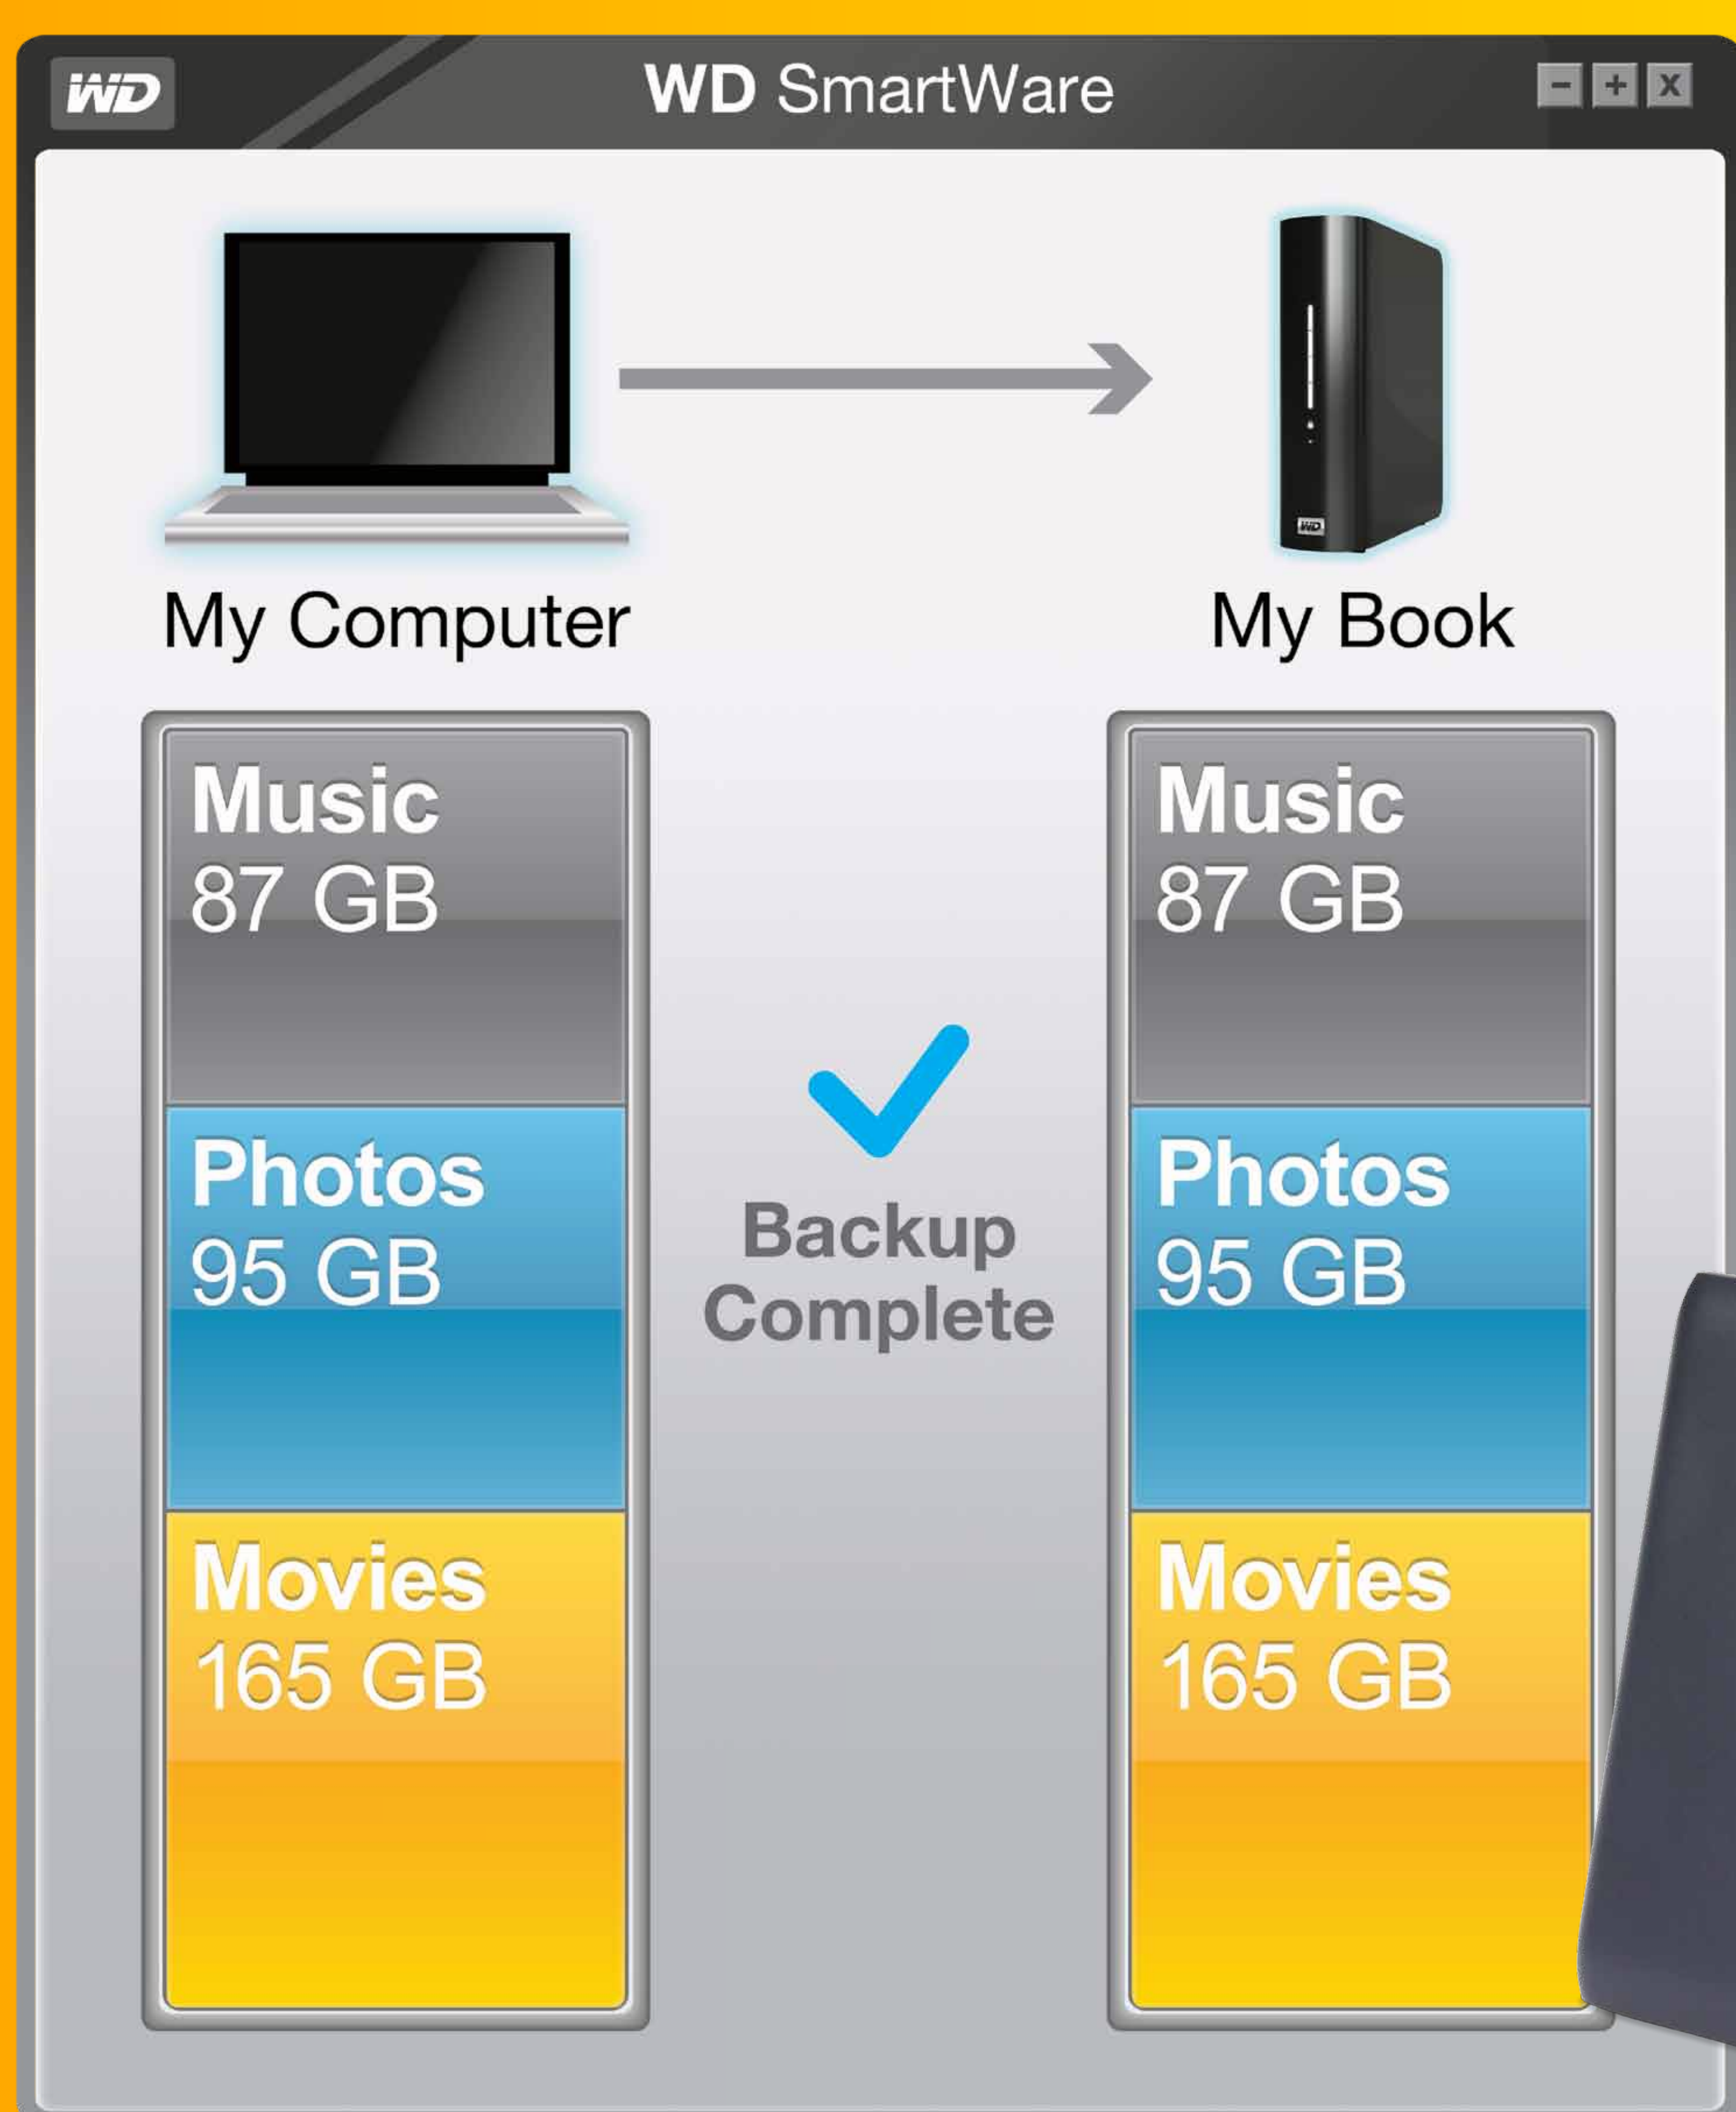 WD
WD SmartWare
- + X
WD
My Computer
My Book
Music
87 GB
Photos
95 GB
Movies
165 GB
Backup
Complete
Music
87 GB
Photos
95 GB
Movies
165 GB